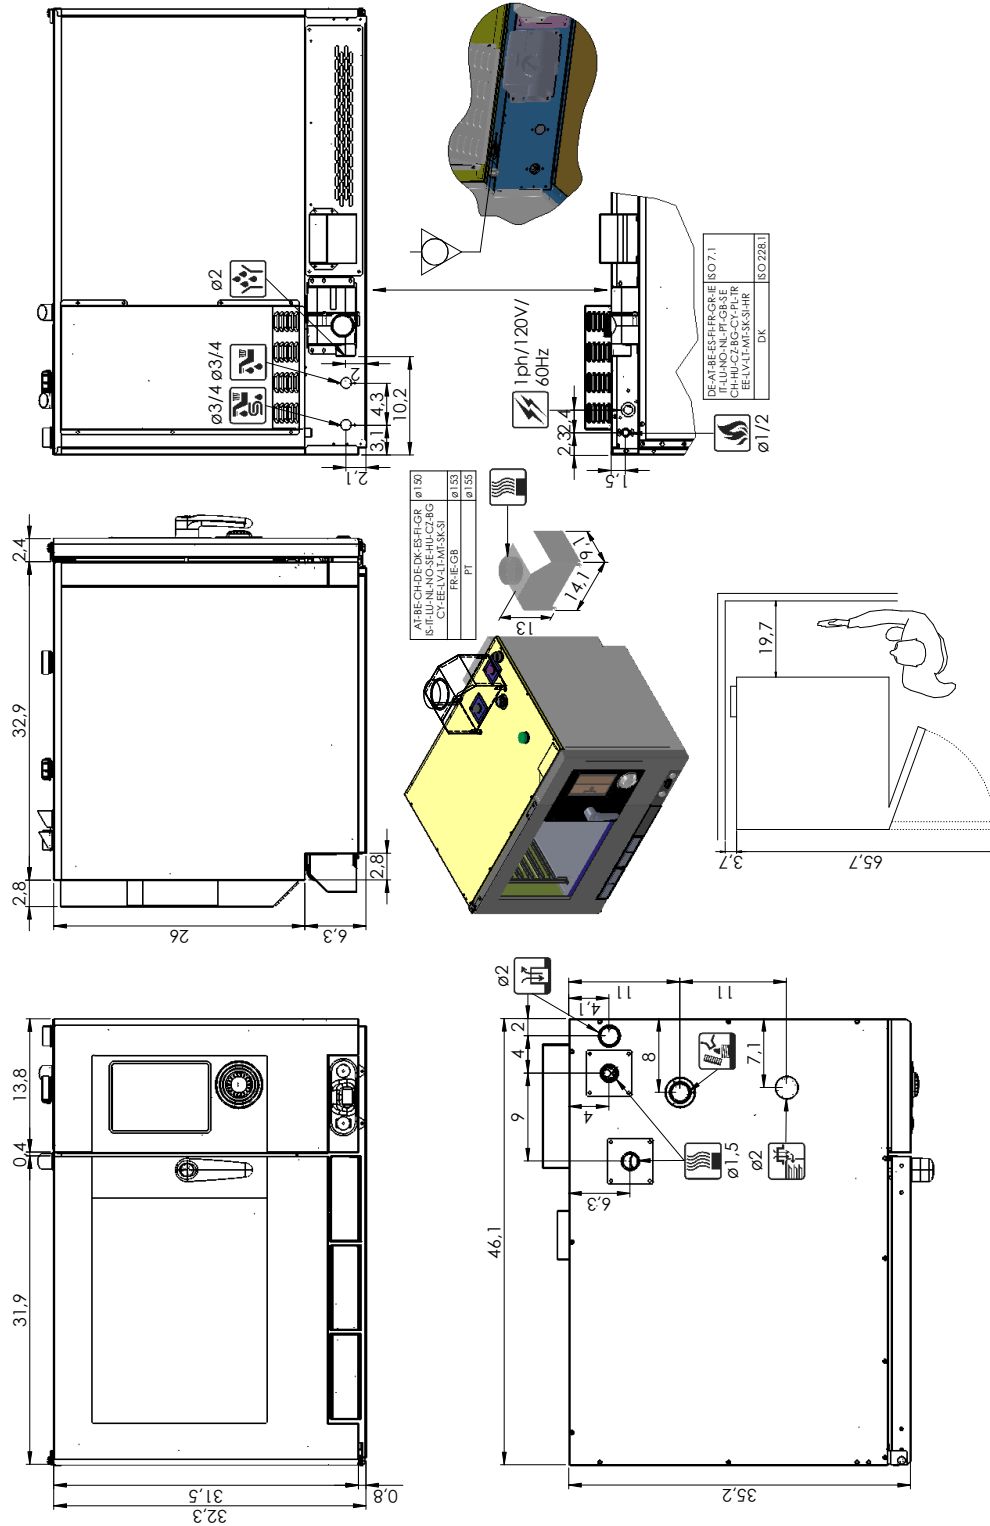 31,9
0,4
13,8
31,5
32,3
0,8
2,8
32,9
2,4
26
6,3
2,8
ø3/4
ø3/4
ø2
2,1
3,1
4,3
10,2
2
46,1
35,2
9
4
2
ø2
4,1
11
11
4
6,3
8
7,1
ø1,5
ø2
AT-BE-CH-DE-DK-ES-FI-GR
IS-IT-LU-NL-NO-SE-HU-CZ-BG
CY-EE-LV-LT-MT-SK-SI
ø150
FR-IE-GB
ø153
PT
ø155
13
14,1
9,1
3,7
65,7
19,7
1ph/120V/
60Hz
2,3
2,4
1,5
ø1/2
DE-AT-BE-ES-FI-FR-GR-IE
IT-LU-NO-NL-PT-GB-SE
CH-HU-CZ-BG-CY-PL-TR
EE-LV-LT-MT-SK-SI-HR
ISO 7.1
DK
ISO 228.1